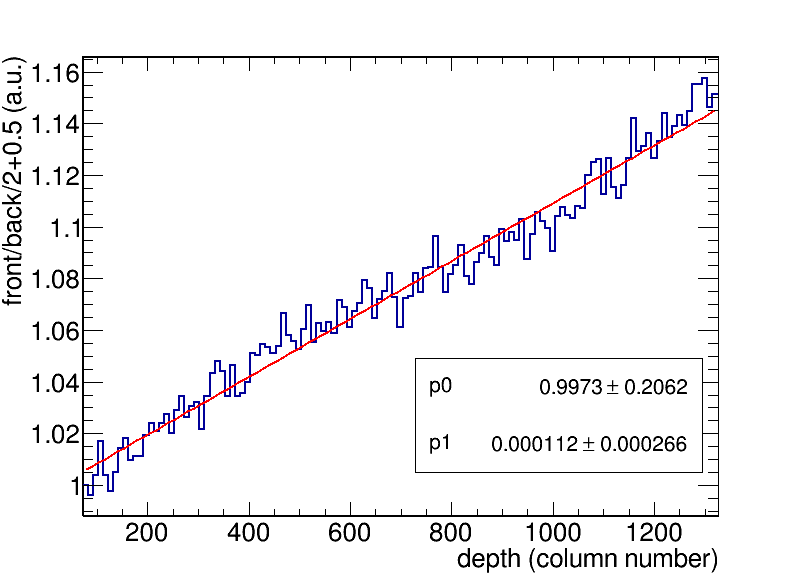 front/back/2+0.5 (a.u.)
1.16
1.14
1.12
1.1
1.08
1.06
1.04
1.02
1
p0 0.9973 ± 0.2062
p1 0.000112 ± 0.000266
200 400 600 800 1000 1200
depth (column number)